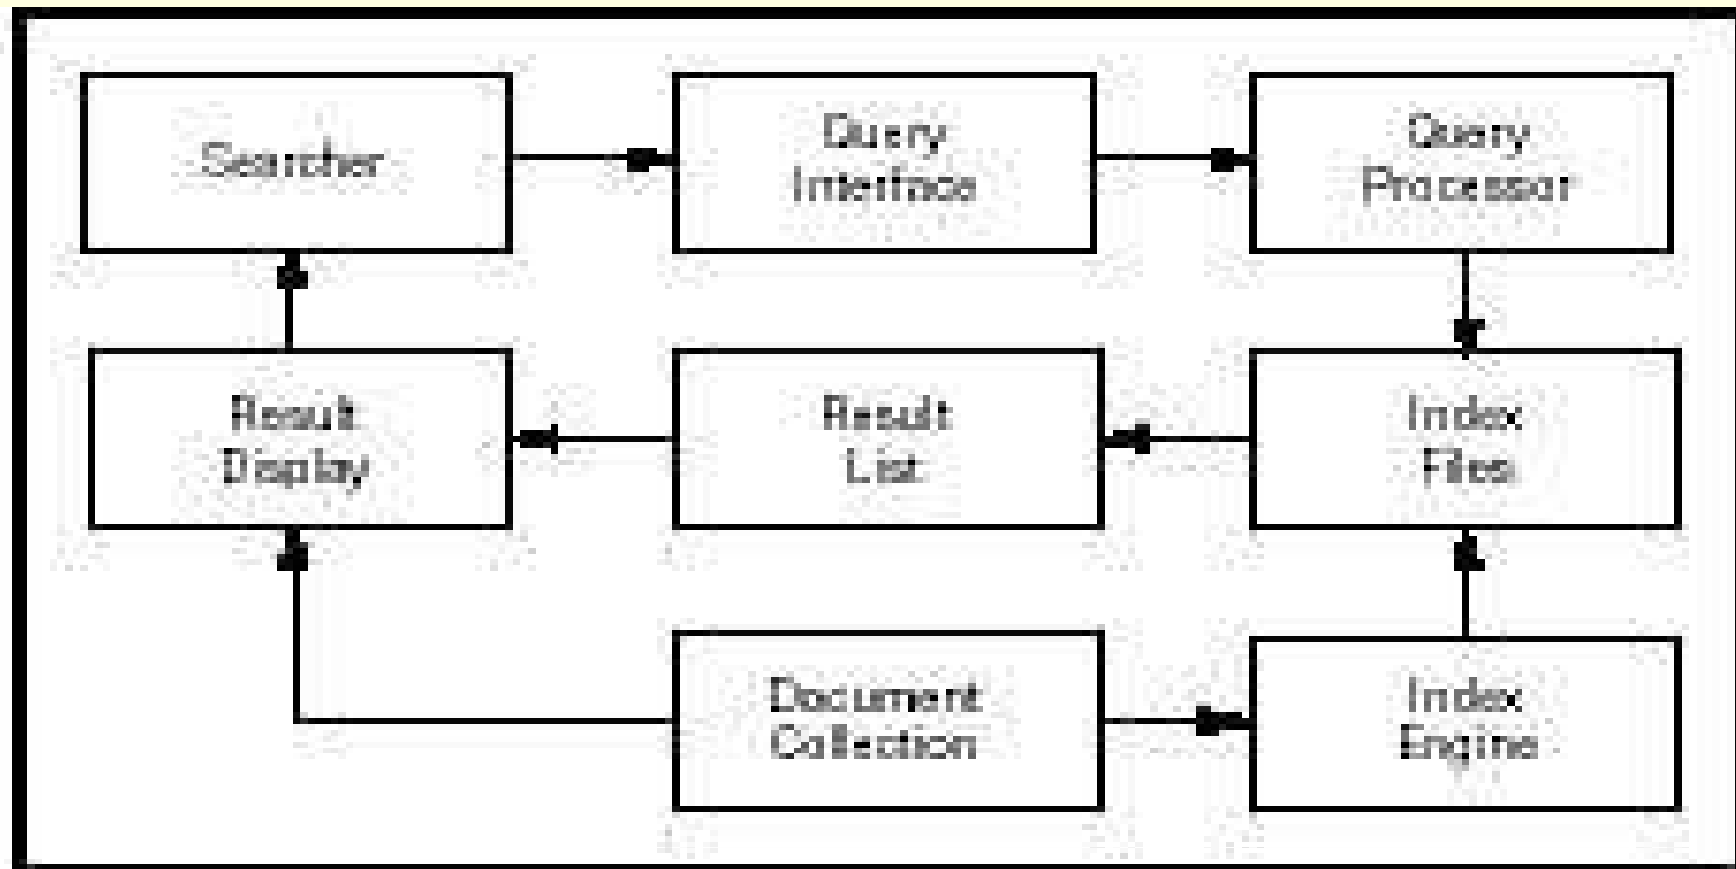 Searcher
Query
Interface
Query
Processor
Result
Display
Result
List
Index
Files
Document
Collection
Index
Engine